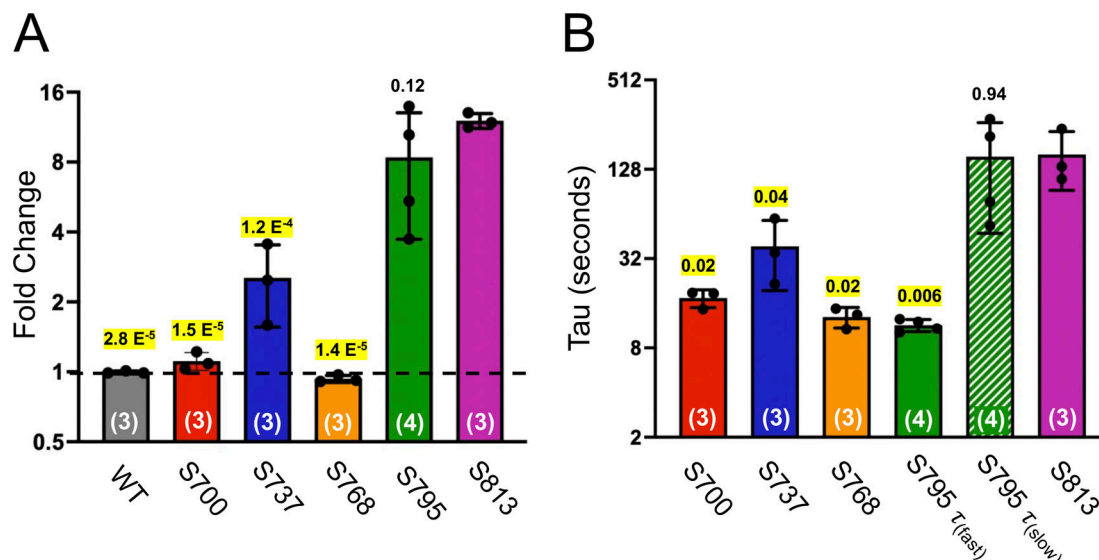 A
B
Fold Change
16
8
4
2
1
0.5
2.8 E-5
1.5 E-5
1.2 E-4
1.4 E-5
0.12
(3)
(3)
(3)
(3)
(4)
(3)
WT
S700
S737
S768
S795
S813
Tau (seconds)
512
128
32
8
2
0.02
0.04
0.02
0.006
0.94
(3)
(3)
(3)
(4)
(4)
(3)
S700
S737
S768
S795 τ(fast)
S795 τ(slow)
S813